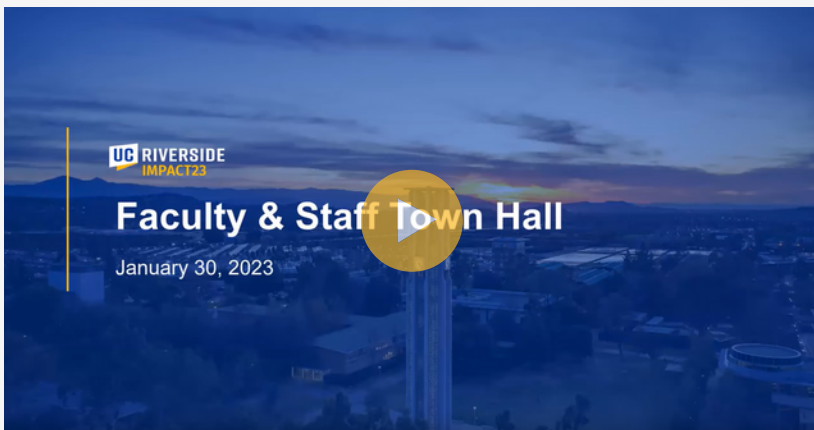 UC RIVERSIDE
IMPACT23
Faculty & Staff Town Hall
January 30, 2023